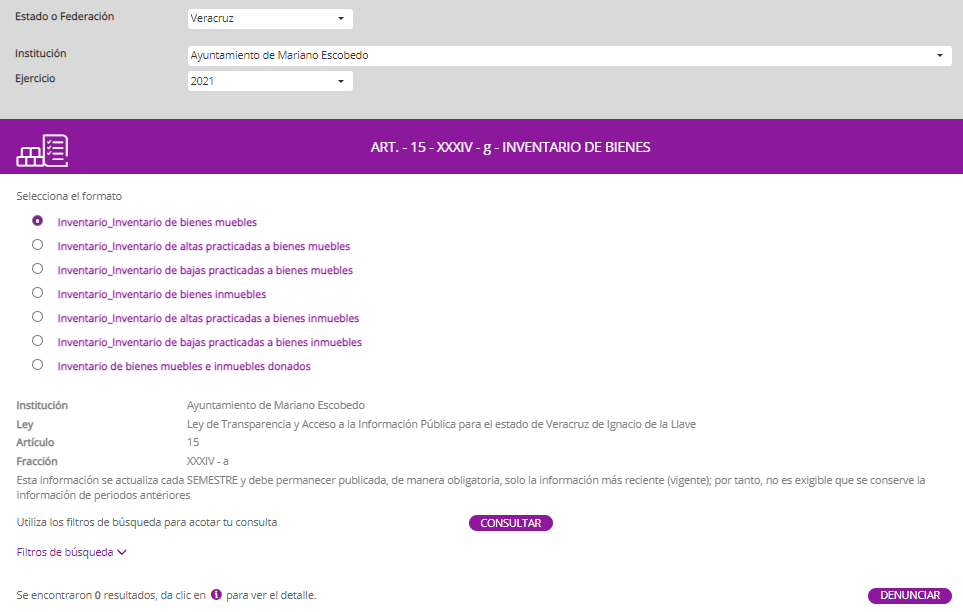 Estado o Federación
Veracruz
Institución
Ayuntamiento de Mariano Escobedo
Ejercicio
2021
ART. - 15 - XXXIV - g - INVENTARIO DE BIENES
Selecciona el formato
Inventario_Inventario de bienes muebles
Inventario_Inventario de altas practicadas a bienes muebles
Inventario_Inventario de bajas practicadas a bienes muebles
Inventario_Inventario de bienes inmuebles
Inventario_Inventario de altas practicadas a bienes inmuebles
Inventario_Inventario de bajas practicadas a bienes inmuebles
Inventario de bienes muebles e inmuebles donados
Institución Ayuntamiento de Mariano Escobedo
Ley Ley de Transparencia y Acceso a la Información Pública para el estado de Veracruz de Ignacio de la Llave
Artículo 15
Fracción XXXIV - a
Esta información se actualiza cada SEMESTRE y debe permanecer publicada, de manera obligatoria, solo la información más reciente (vigente); por tanto, no es exigible que se conserve la
información de periodos anteriores
Utiliza los filtros de búsqueda para acotar tu consulta
CONSULTAR
Filtros de búsqueda
Se encontraron 0 resultados, da clic en i para ver el detalle.
DENUNCIAR